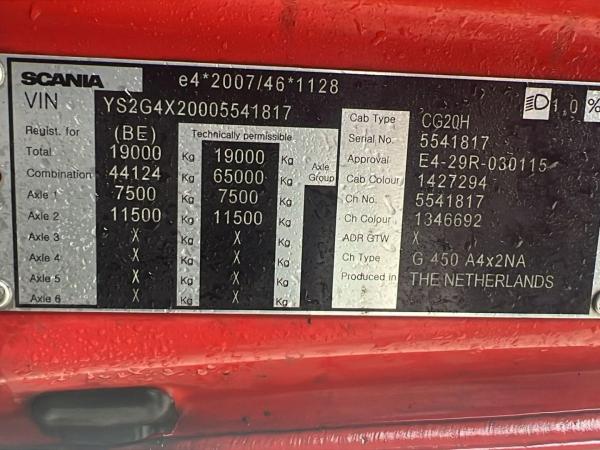 SCANIA e4*2007/46*1128
VIN YS2G4X20005541817
1,0 %
Regist. for (BE) Technically permissible
Total 19000 Kg 19000 Kg Axle Group
Combination 44124 Kg 65000 Kg
Axle 1 7500 Kg 7500 Kg
Axle 2 11500 Kg 11500 Kg
Axle 3 X Kg X Kg
Axle 4 X Kg X Kg
Axle 5 X Kg X Kg
Axle 6 X Kg X Kg
Cab Type CG20H
Serial No. 5541817
Approval E4-29R-030115
Cab Colour 1427294
Ch No. 5541817
Ch Colour 1346692
ADR GTW X
Ch Type G 450 A4x2NA
Produced in THE NETHERLANDS